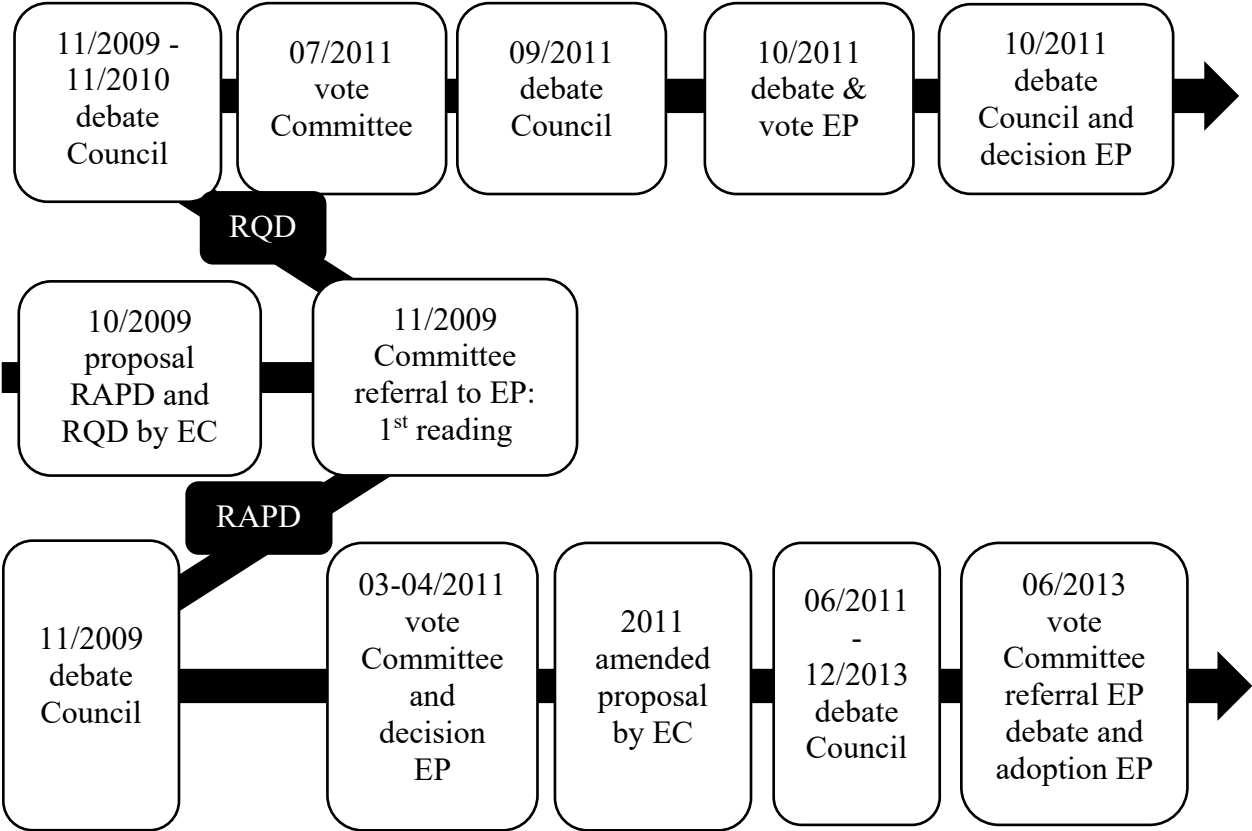 11/2009 -
11/2010
debate
Council
07/2011
vote
Committee
09/2011
debate
Council
10/2011
debate &
vote EP
10/2011
debate
Council and
decision EP
RQD
10/2009
proposal
RAPD and
RQD by EC
11/2009
Committee
referral to EP:
1st reading
RAPD
11/2009
debate
Council
03-04/2011
vote
Committee
and
decision
EP
2011
amended
proposal
by EC
06/2011
-
12/2013
debate
Council
06/2013
vote
Committee
referral EP
debate and
adoption EP